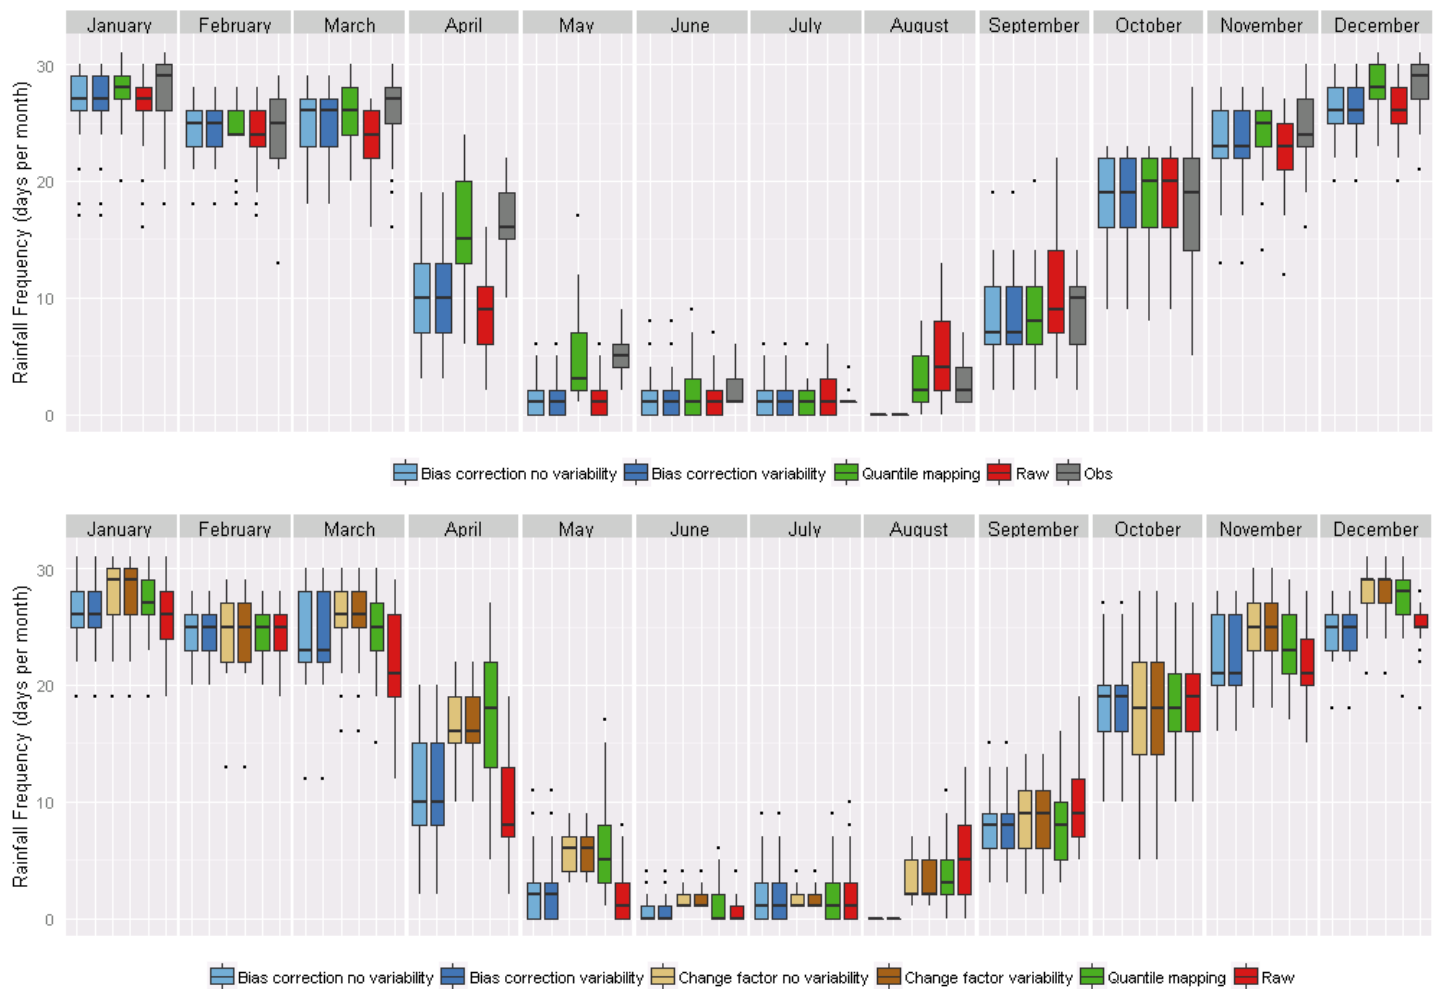 January February March April May June July August September October November December
Rainfall Frequency (days per month)
30
20
10
0
Bias correction no variability Bias correction variability Quantile mapping Raw Obs
January February March April May June July August September October November December
Rainfall Frequency (days per month)
30
20
10
0
Bias correction no variability Bias correction variability Change factor no variability Change factor variability Quantile mapping Raw